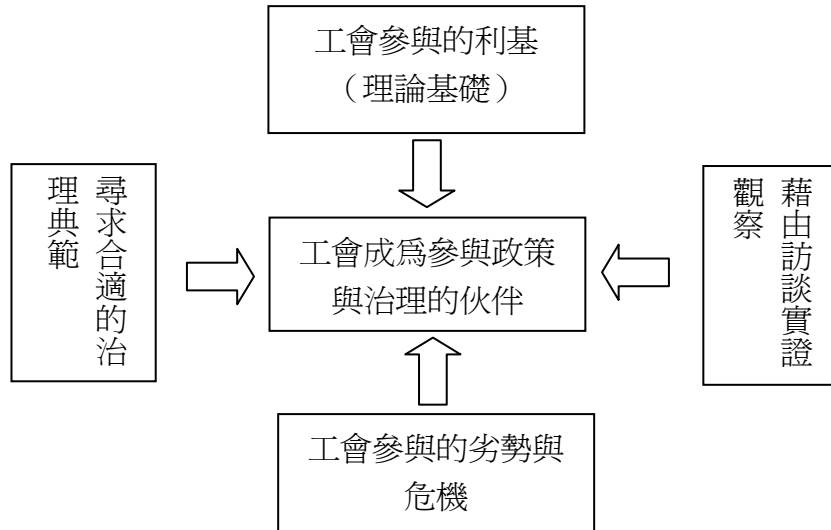 工會參與的利基
（理論基礎）
尋求合適的治
理典範
工會成為參與政策
與治理的伙伴
藉由訪談實證
觀察
工會參與的劣勢與
危機